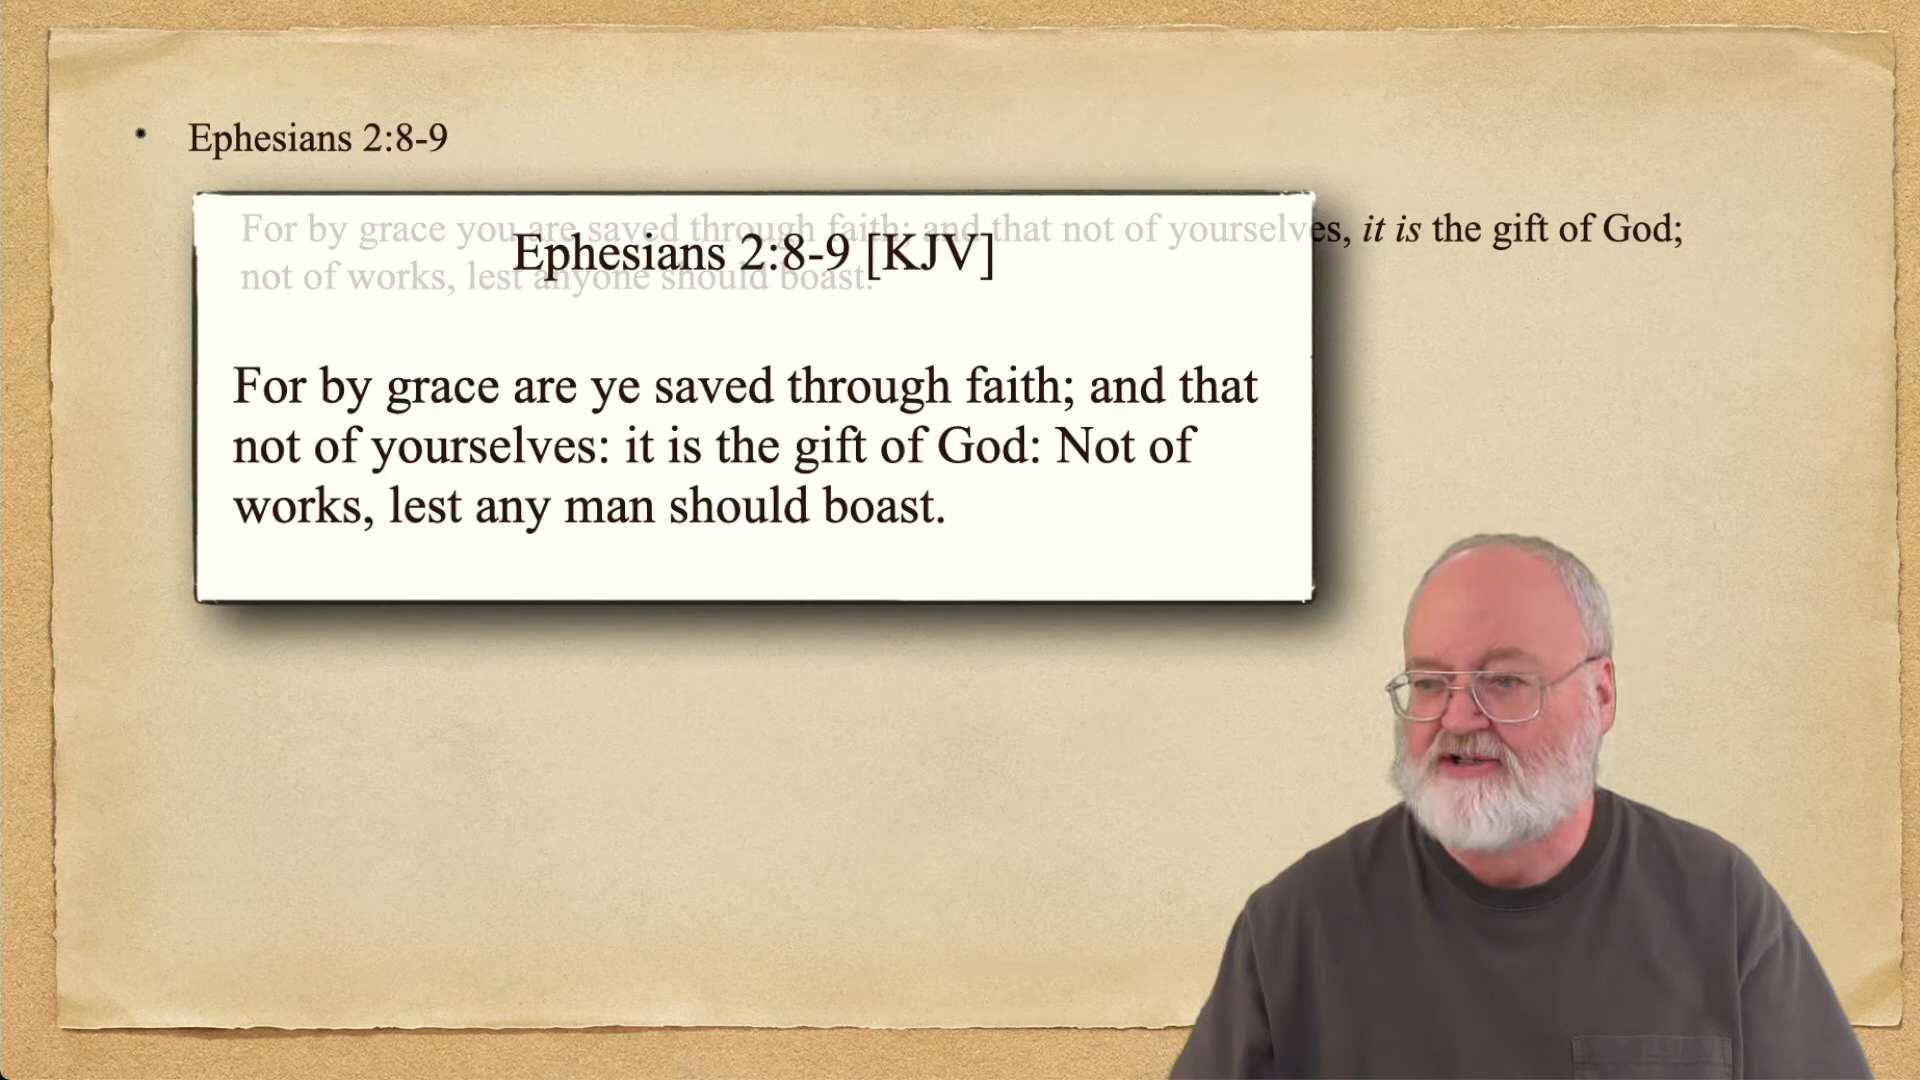 Ephesians 2:8-9
For by grace you are saved through faith; and that not of yourselves, it is the gift of God;
not of works, lest anyone should boast.
Ephesians 2:8-9 [KJV]
For by grace are ye saved through faith; and that
not of yourselves: it is the gift of God: Not of
works, lest any man should boast.